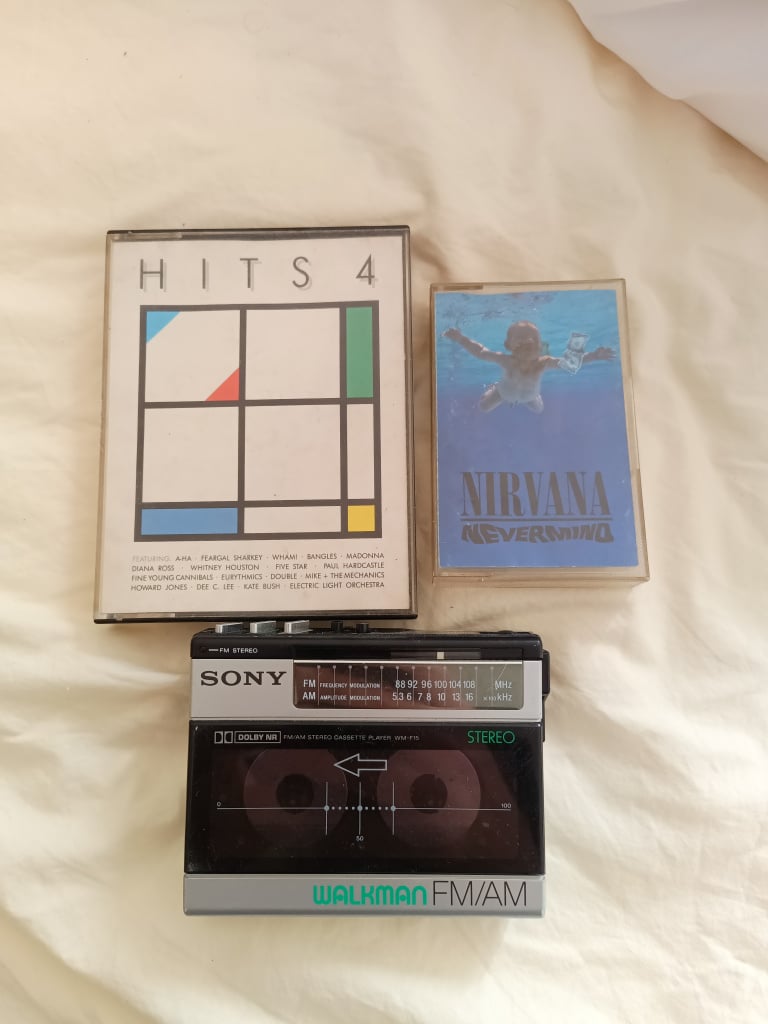 HITS 4
FEATURING: A-HA · FEARGAL SHARKEY · WHAM! · BANGLES · MADONNA
DIANA ROSS · WHITNEY HOUSTON · FIVE STAR · PAUL HARDCASTLE
FINE YOUNG CANNIBALS · EURYTHMICS · DOUBLE · MIKE + THE MECHANICS
HOWARD JONES · DEE C. LEE · KATE BUSH · ELECTRIC LIGHT ORCHESTRA
NIRVANA
NEVERMIND
FM STEREO
SONY
FM FREQUENCY MODULATION 88 92 96 100 104 108 MHz
AM AMPLITUDE MODULATION 5.3 6 7 8 10 13 16 ×100kHz
DOLBY NR FM/AM STEREO CASSETTE PLAYER WM-F15 STEREO
0 100
50
WALKMAN FM/AM